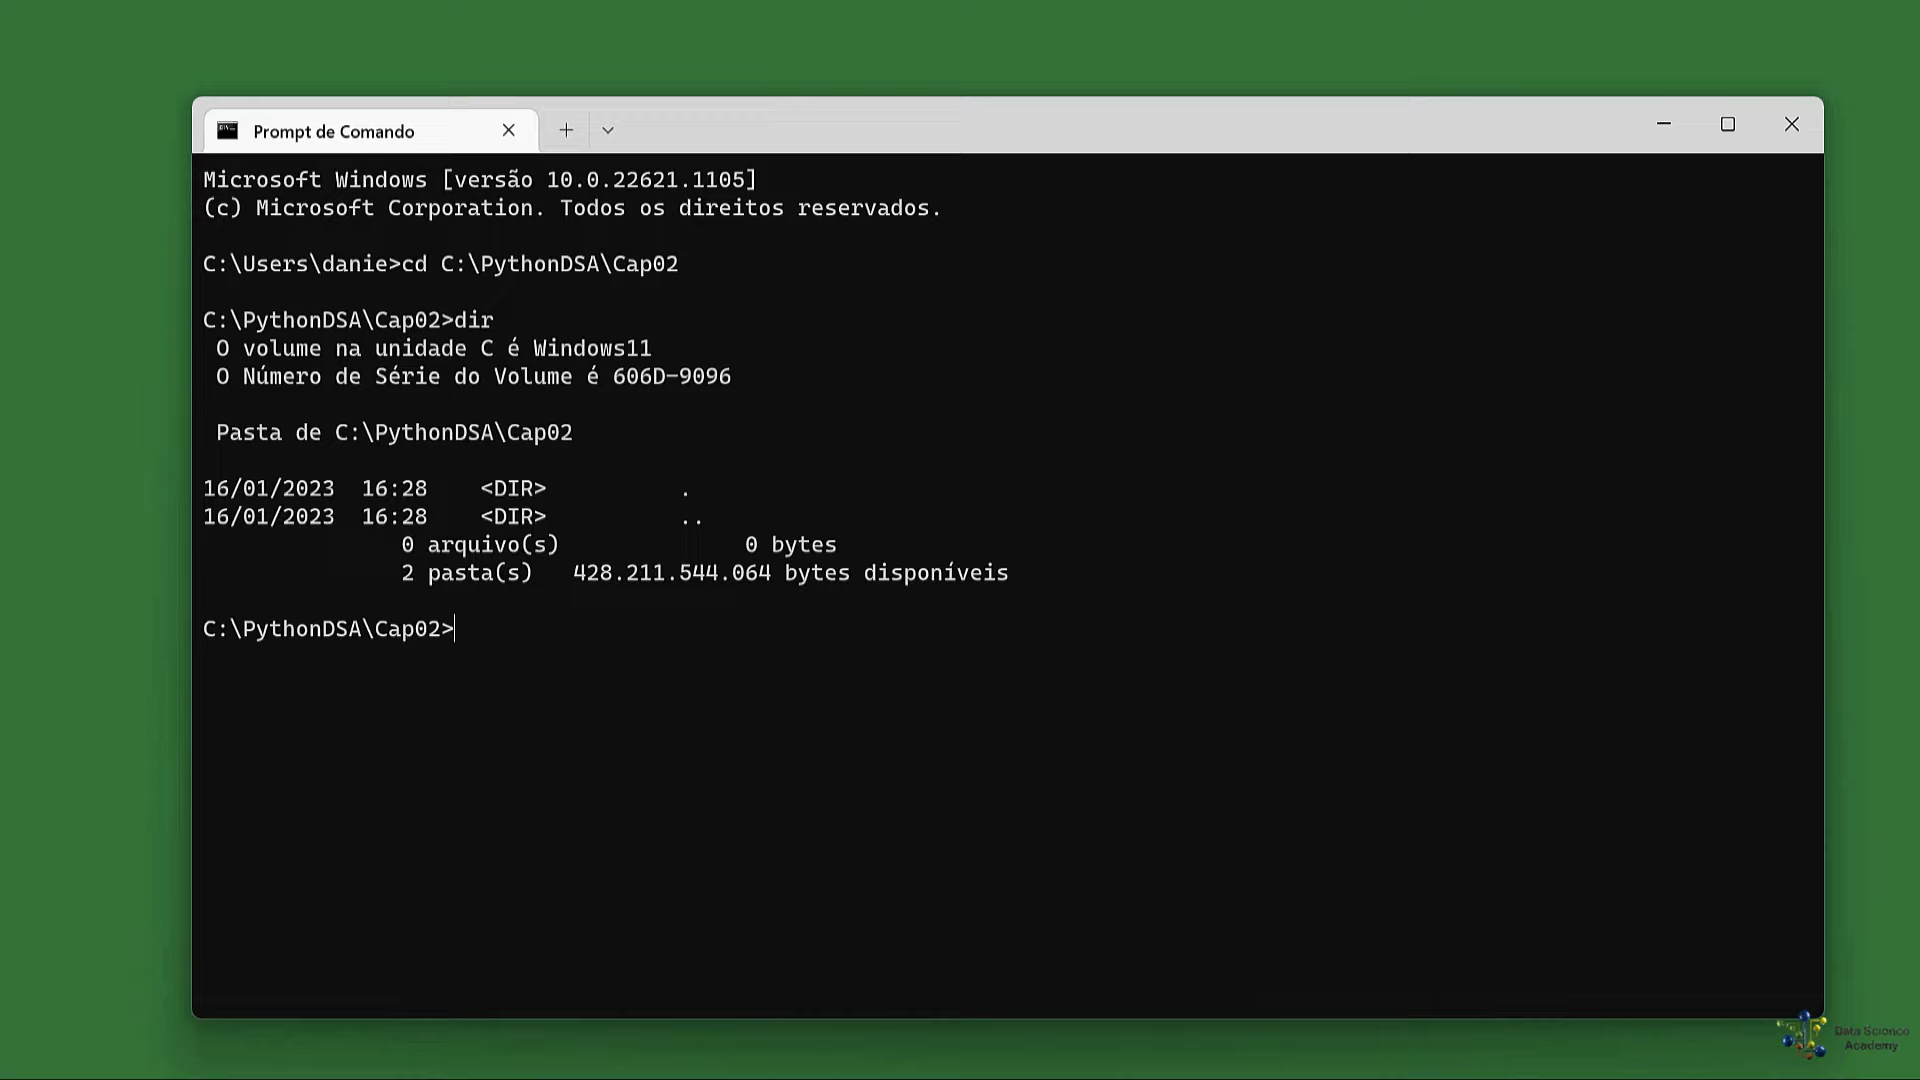 Prompt de Comando
Microsoft Windows [versão 10.0.22621.1105]
(c) Microsoft Corporation. Todos os direitos reservados.
C:\Users\danie>cd C:\PythonDSA\Cap02
C:\PythonDSA\Cap02>dir
 O volume na unidade C é Windows11
 O Número de Série do Volume é 606D-9096
 Pasta de C:\PythonDSA\Cap02
16/01/2023  16:28    <DIR>          .
16/01/2023  16:28    <DIR>          ..
               0 arquivo(s)              0 bytes
               2 pasta(s)   428.211.544.064 bytes disponíveis
C:\PythonDSA\Cap02>
Data Science
Academy